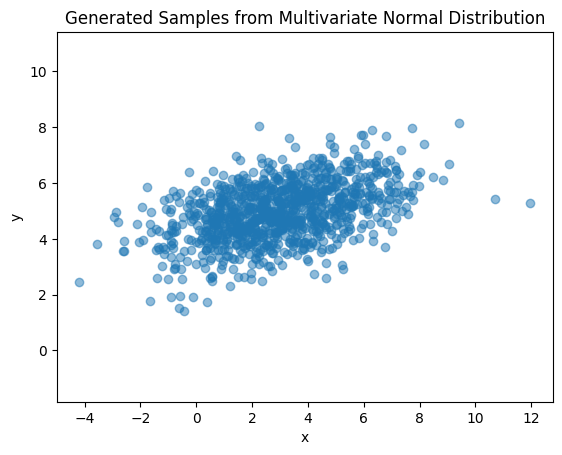 Generated Samples from Multivariate Normal Distribution
10
8
6
4
2
0
y
−4 −2 0 2 4 6 8 10 12
x